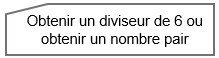 Obtenir un diviseur de 6 ou
obtenir un nombre pair